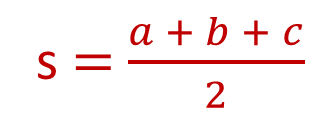 s = (a + b + c) / 2